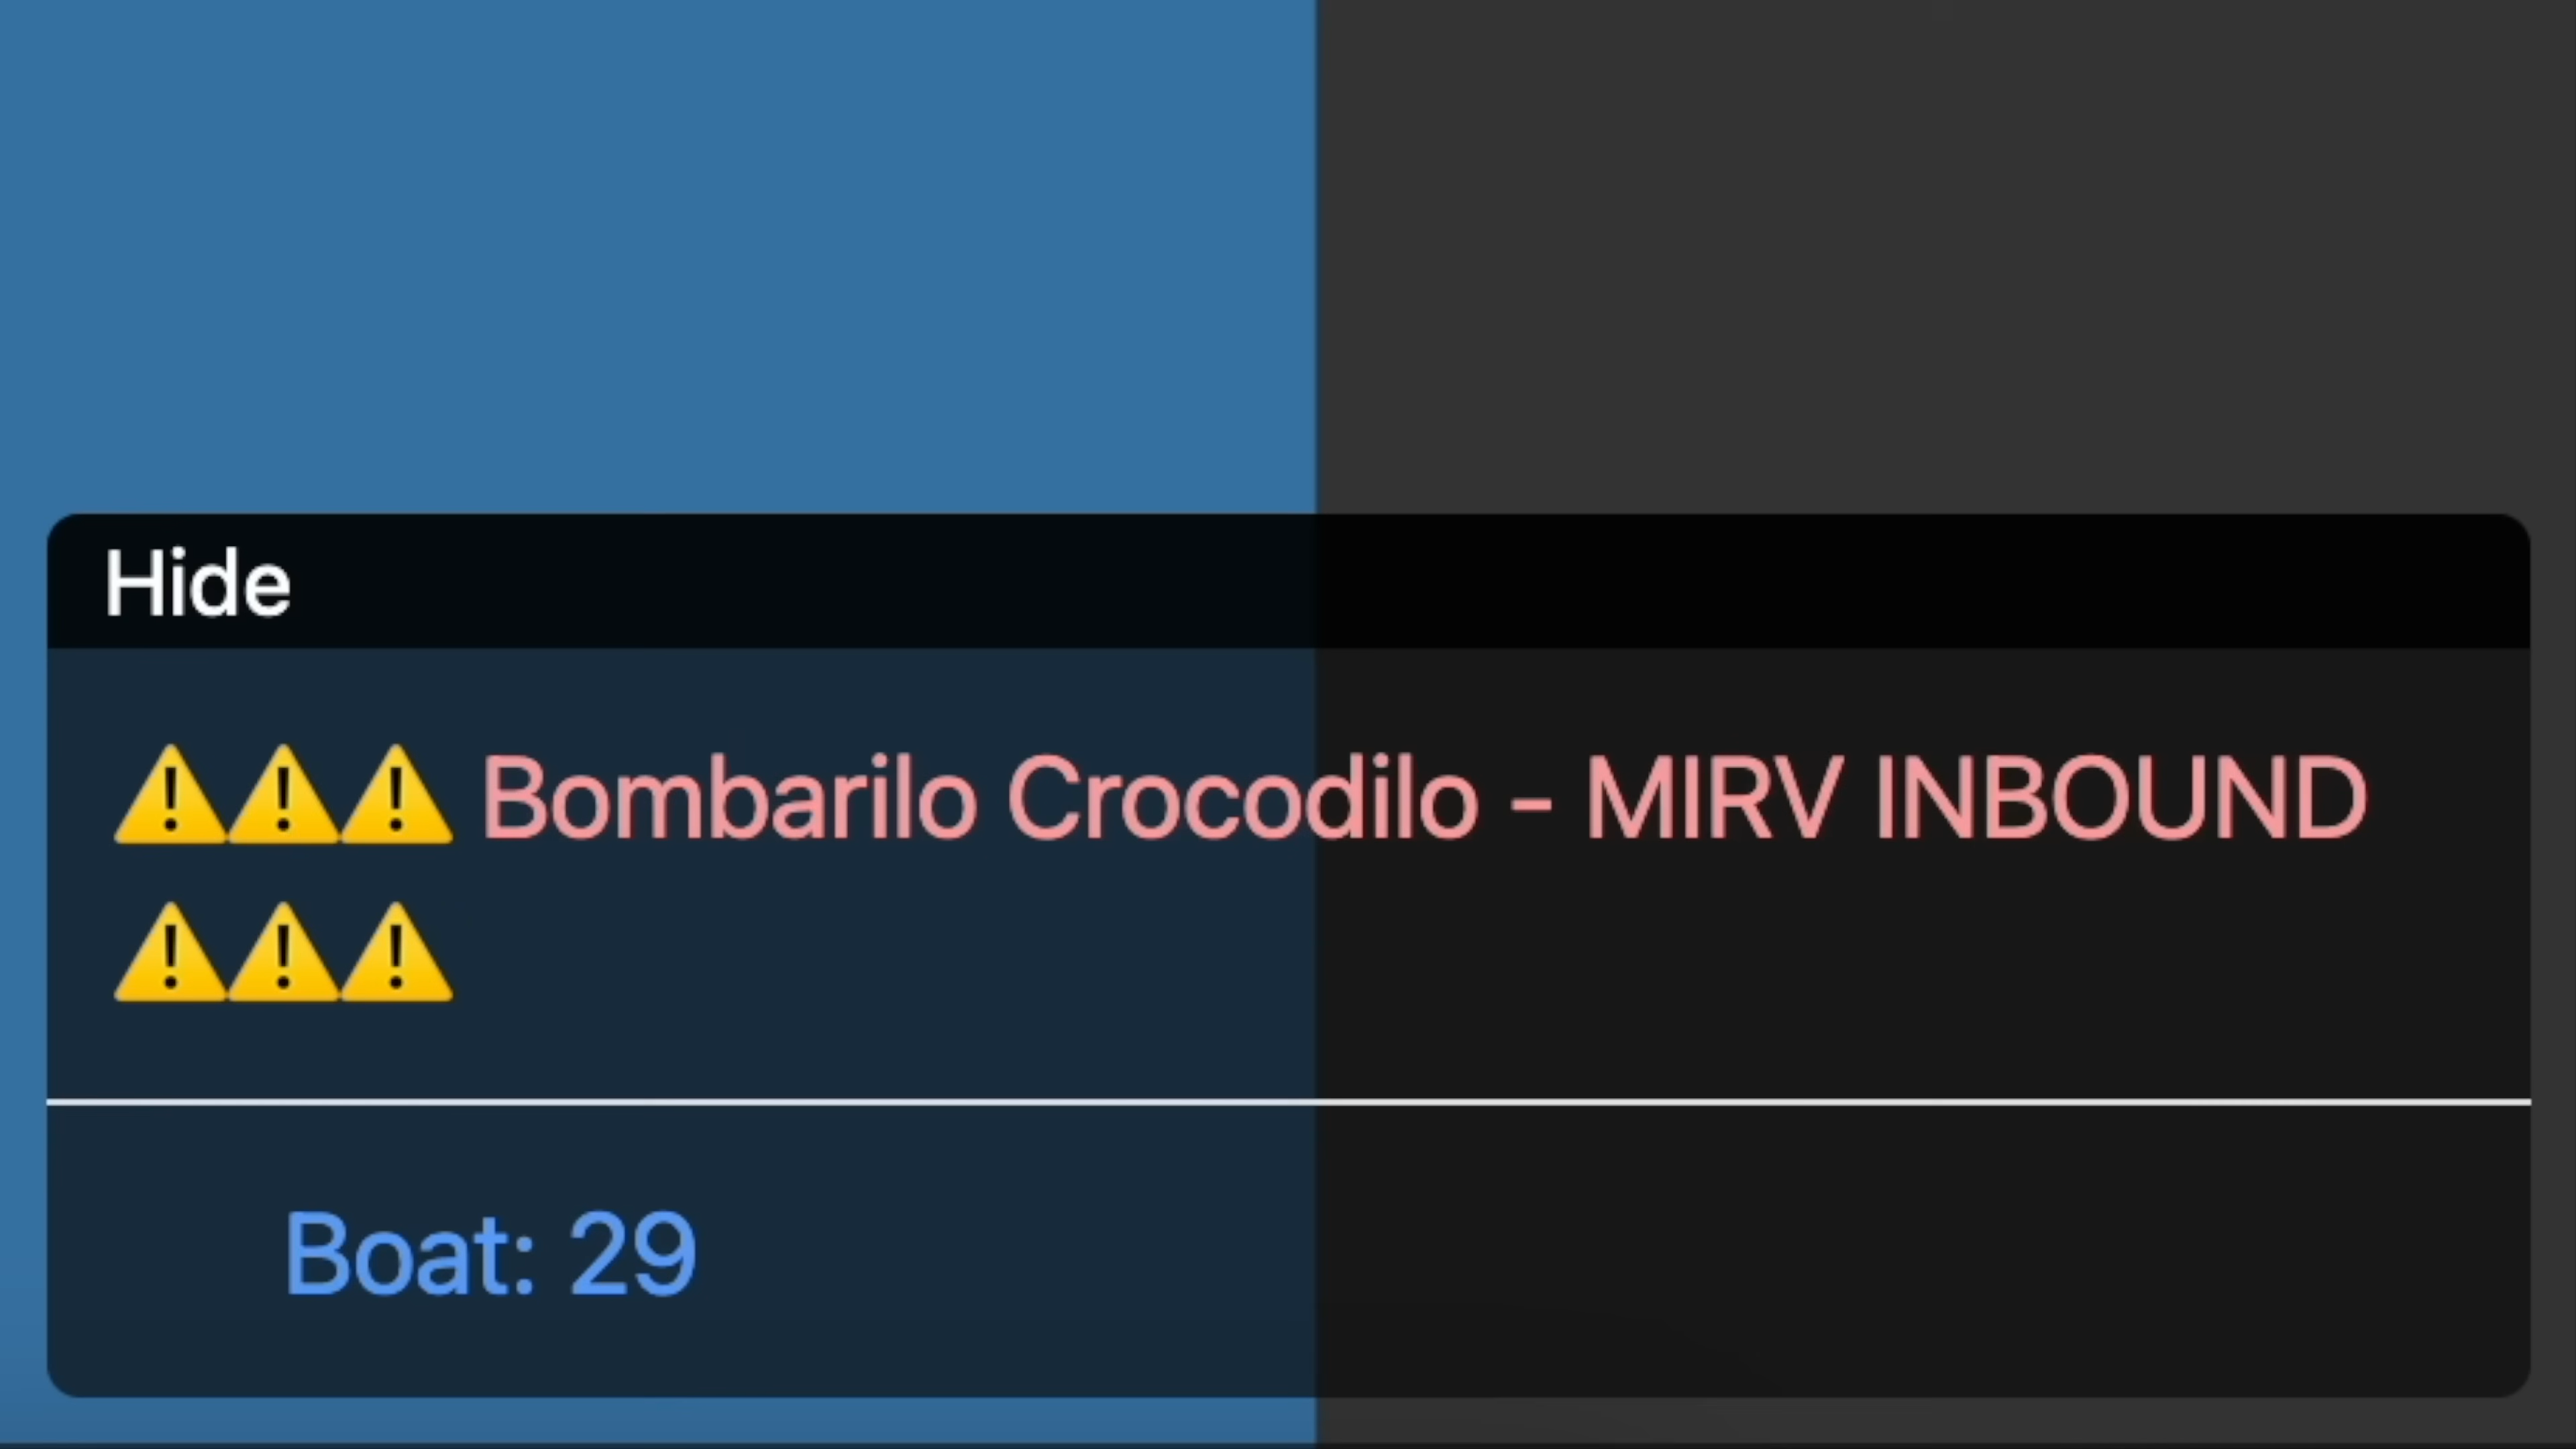 Hide
⚠️⚠️⚠️ Bombarilo Crocodilo - MIRV INBOUND
⚠️⚠️⚠️
Boat: 29